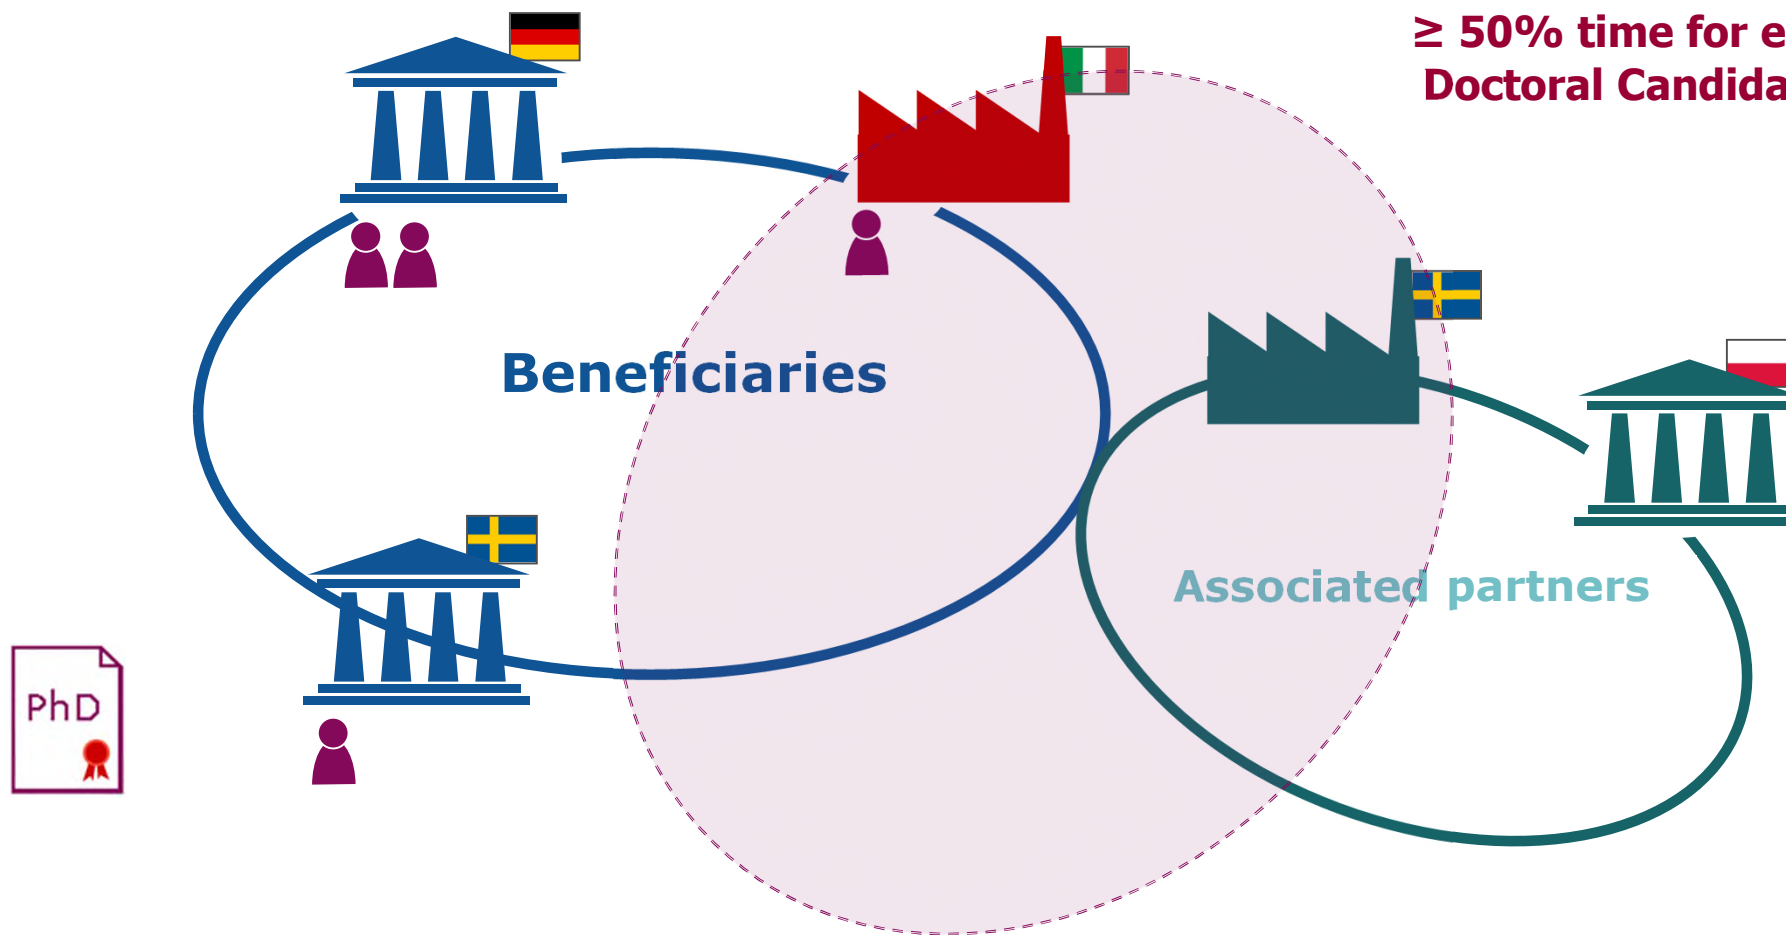 ≥ 50% time for e
Doctoral Candida
Beneficiaries
Associated partners
PhD